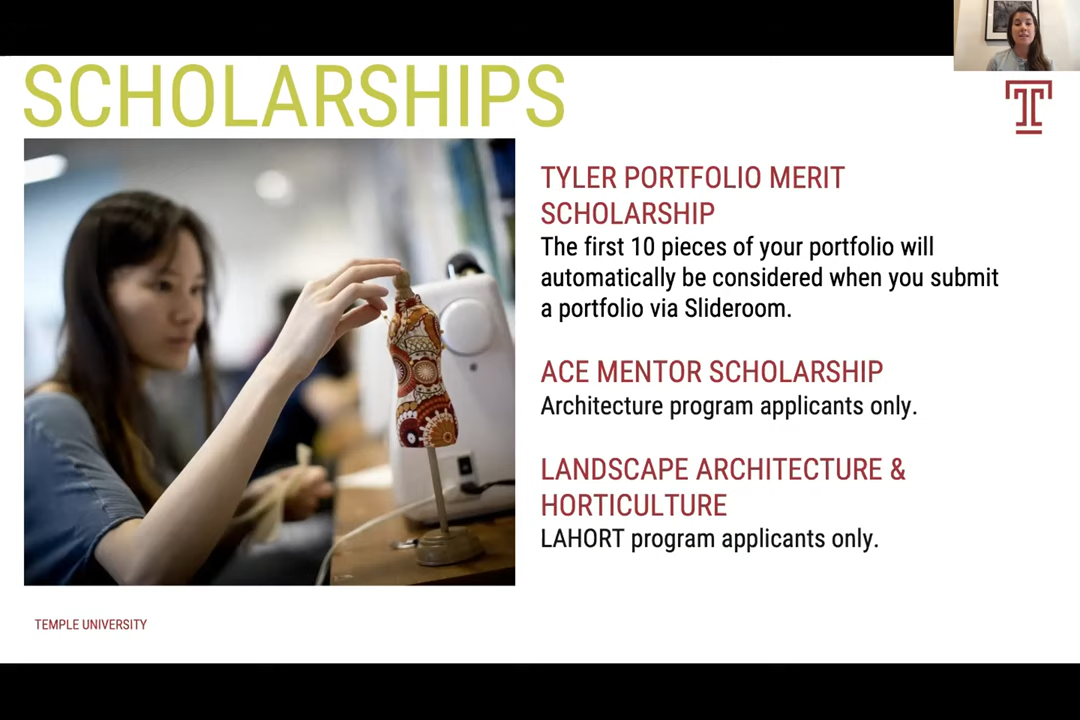 SCHOLARSHIPS
TYLER PORTFOLIO MERIT
SCHOLARSHIP
The first 10 pieces of your portfolio will
automatically be considered when you submit
a portfolio via Slideroom.
ACE MENTOR SCHOLARSHIP
Architecture program applicants only.
LANDSCAPE ARCHITECTURE &
HORTICULTURE
LAHORT program applicants only.
TEMPLE UNIVERSITY